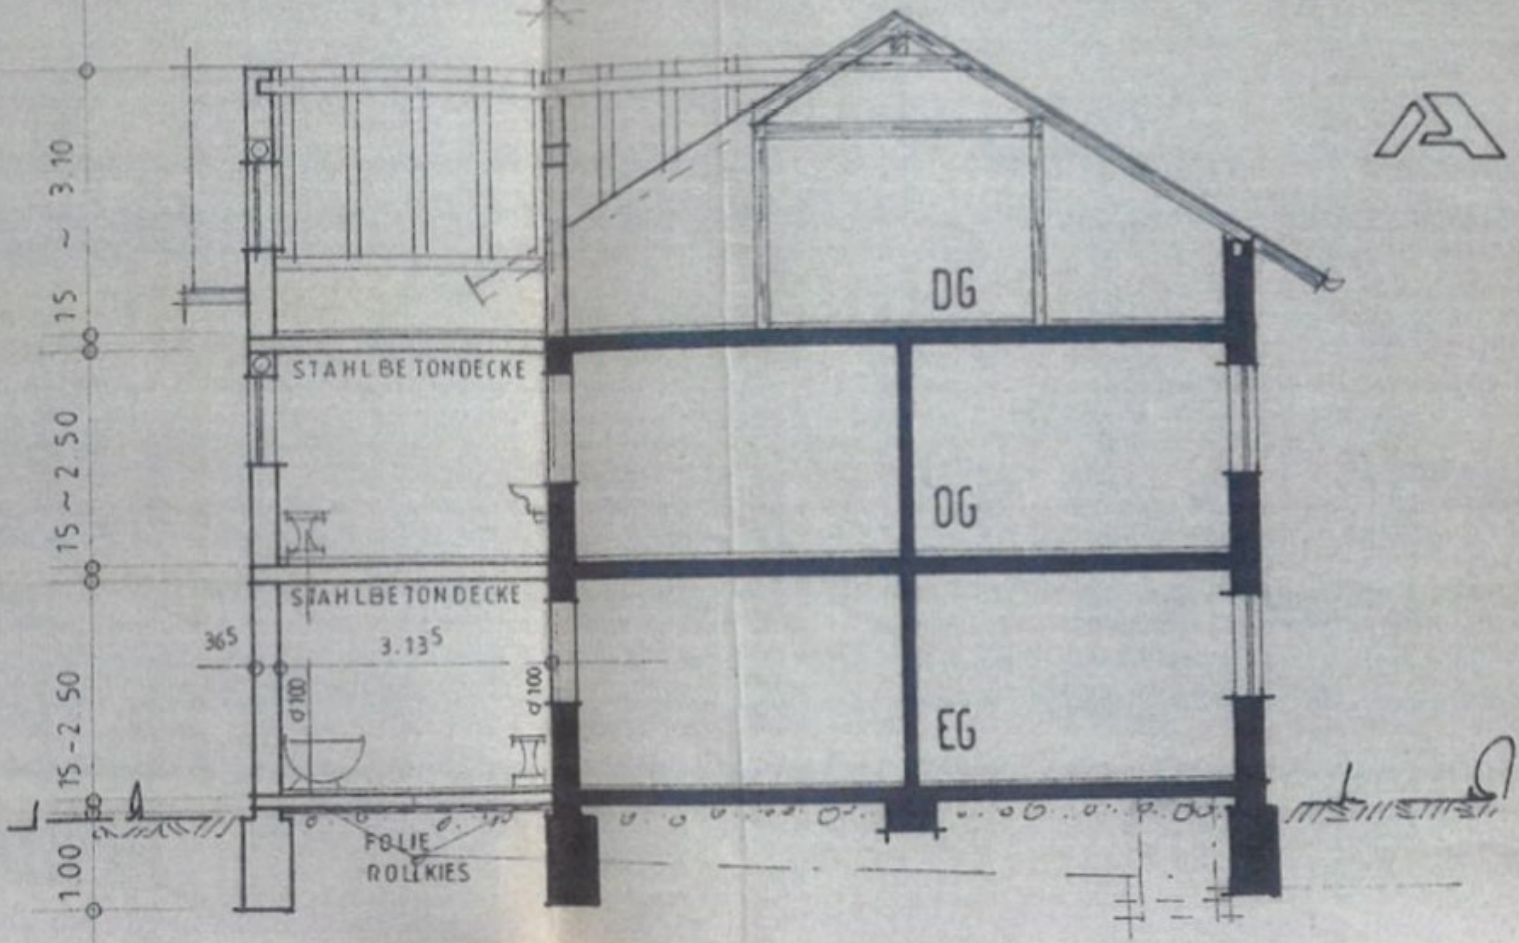 15 ~ 3 10
DG
STAHLBETONDECKE
15 ~ 2 50
OG
STAHLBETONDECKE
36⁵
3.13⁵
d 100
d 100
15 - 2 50
EG
FOLIE
ROLLKIES
1.00